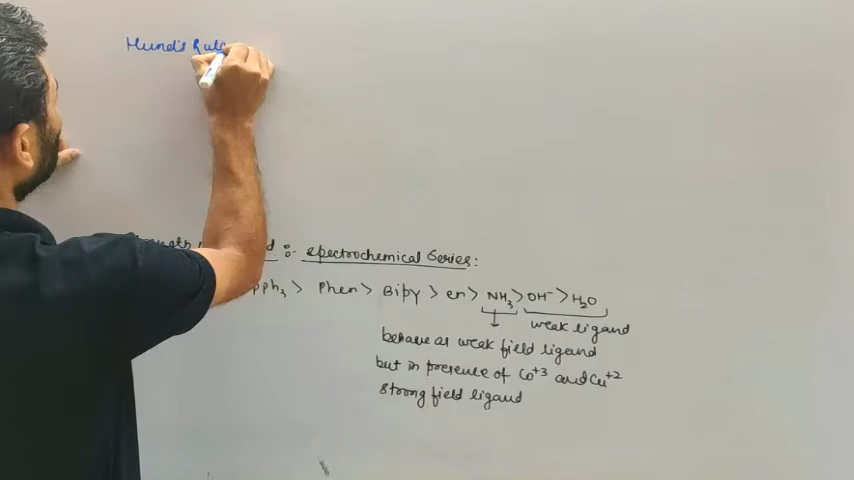 Hund's Rule
:- spectrochemical series:
pph₃ > Phen > Bipy > en > NH₃ > OH⁻ > H₂O
weak ligand
behave as weak field ligand
but in presence of Co⁺³ and Cu⁺²
strong field ligand